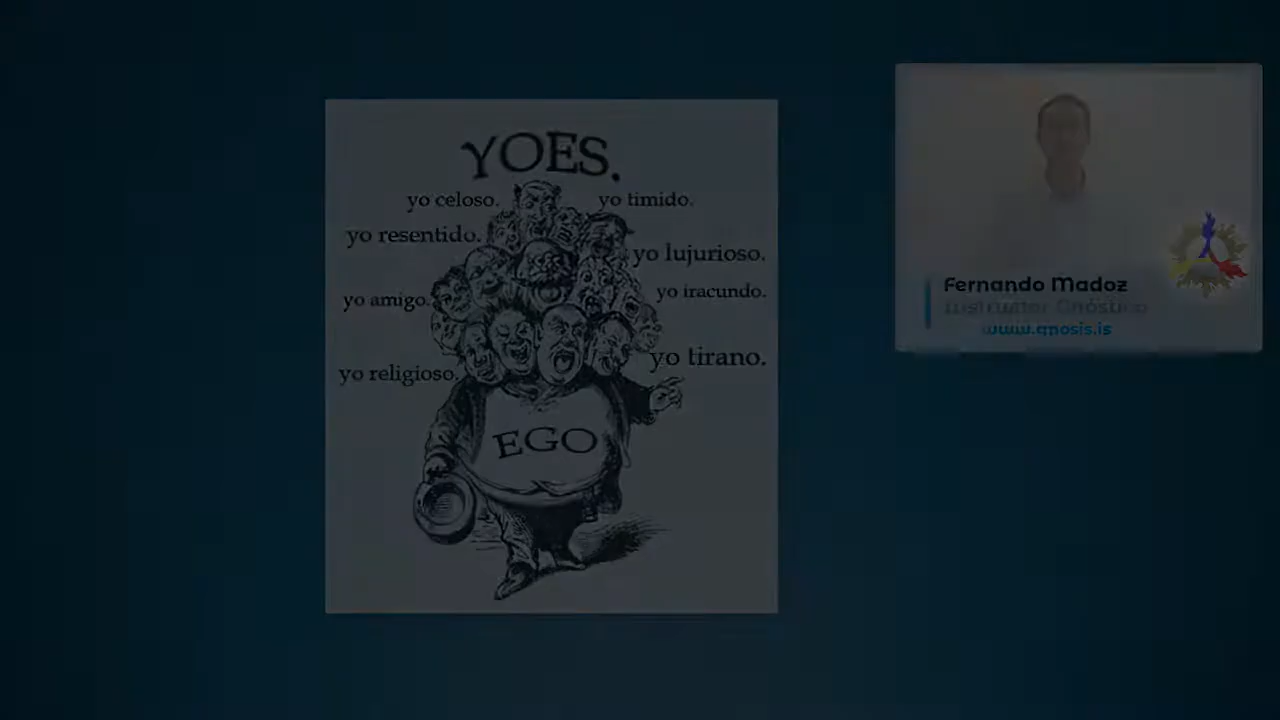 YOES.
yo celoso.
yo timido.
yo resentido.
yo lujurioso.
yo amigo.
yo iracundo.
yo tirano.
yo religioso.
EGO
Fernando Madoz
Instructor Gnóstico
www.gnosis.is